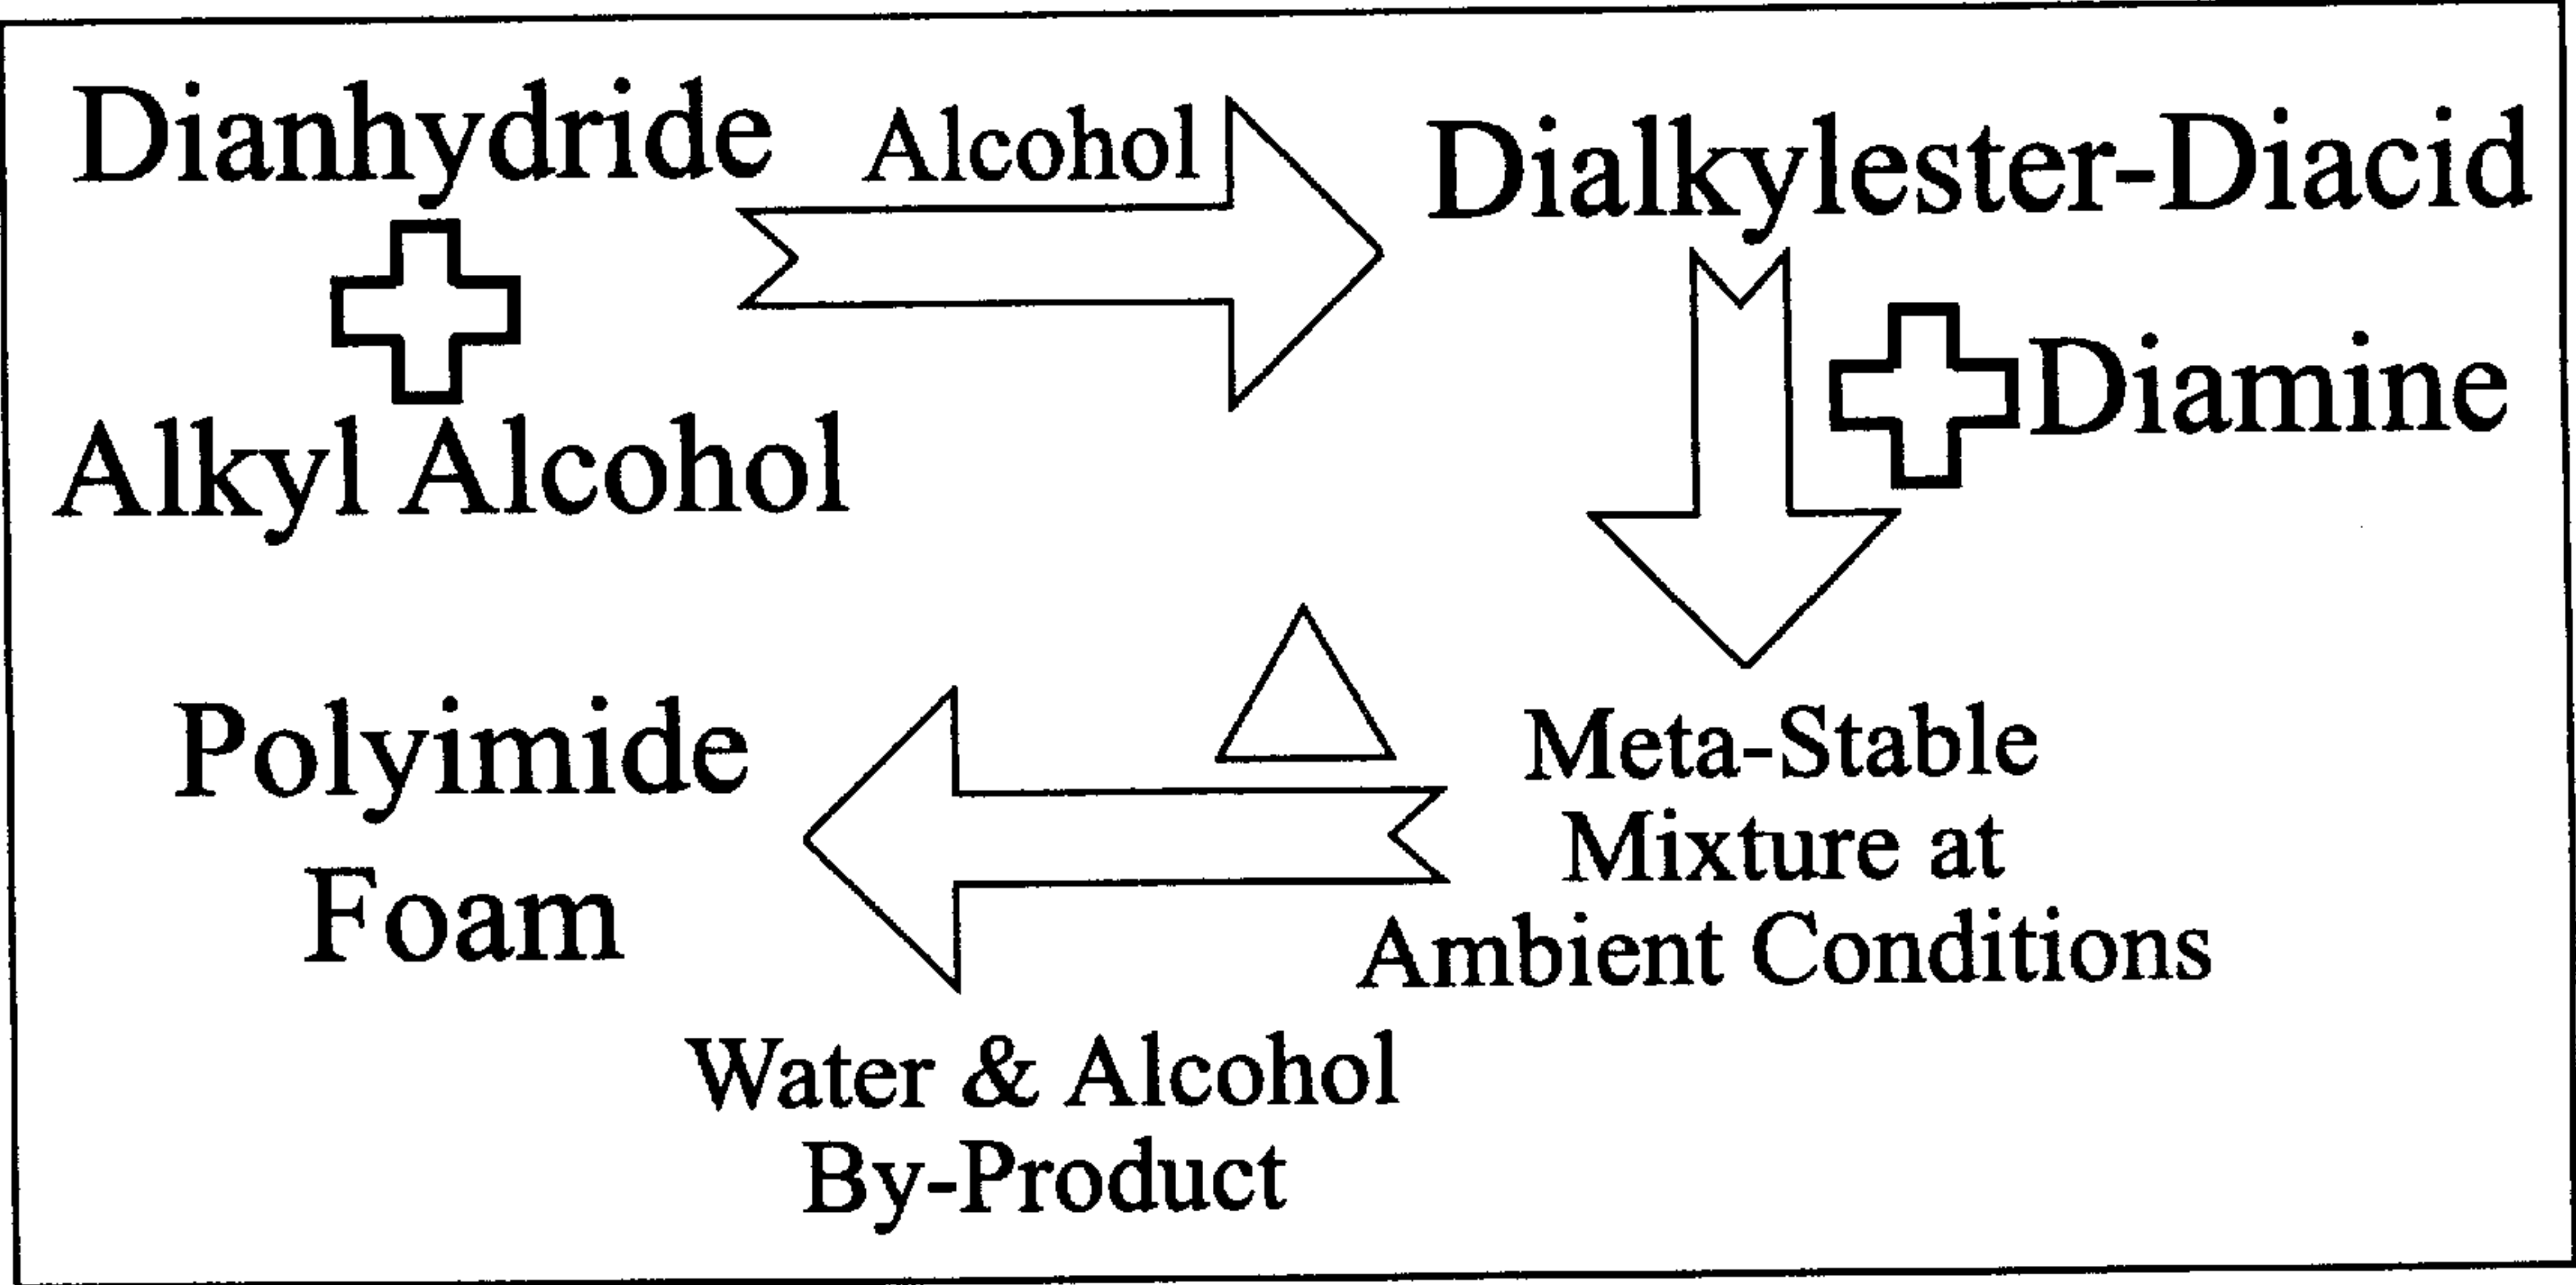 Dianhydride
Alcohol
Dialkylester-Diacid
Alkyl Alcohol
Diamine
Polyimide
Foam
Meta-Stable
Mixture at
Ambient Conditions
Water & Alcohol
By-Product